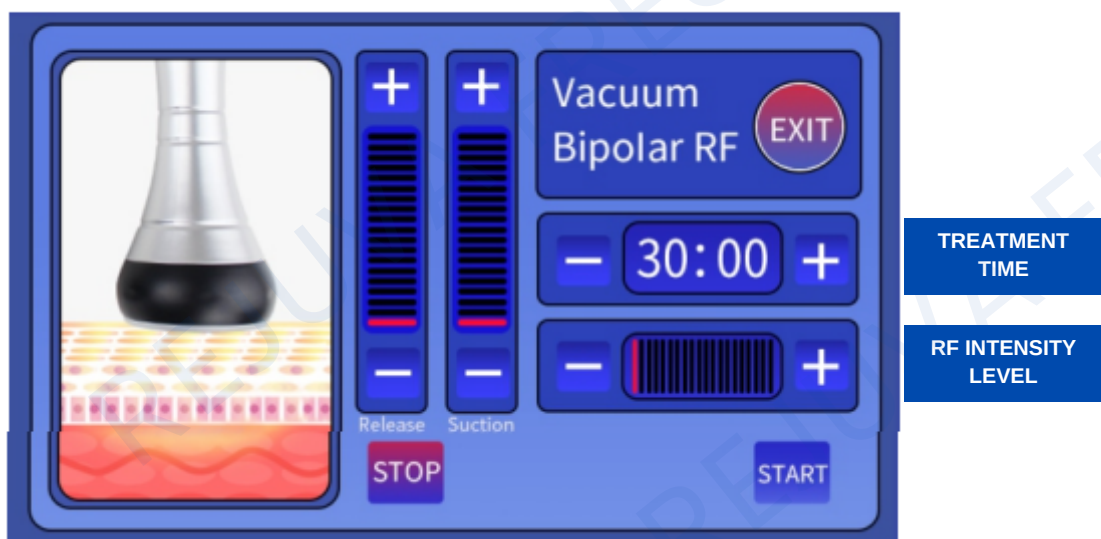 Vacuum
Bipolar RF
EXIT
30:00
TREATMENT
TIME
RF INTENSITY
LEVEL
Release
Suction
STOP
START